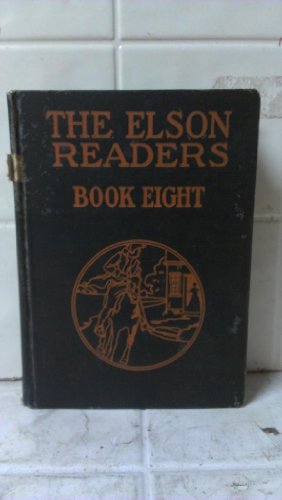 THE ELSON
READERS
BOOK EIGHT